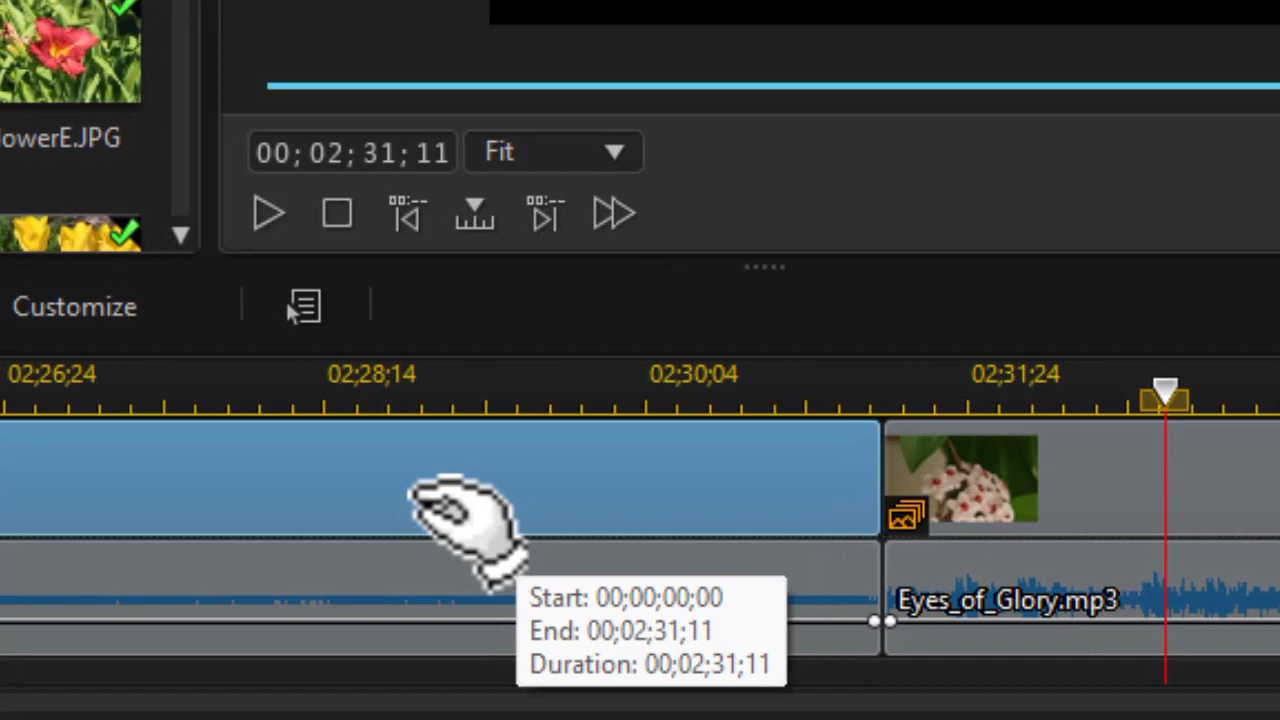 lowerE.JPG
00; 02; 31; 11 Fit
Customize
02;26;24 02;28;14 02;30;04 02;31;24
Eyes_of_Glory.mp3
Start: 00;00;00;00
End: 00;02;31;11
Duration: 00;02;31;11